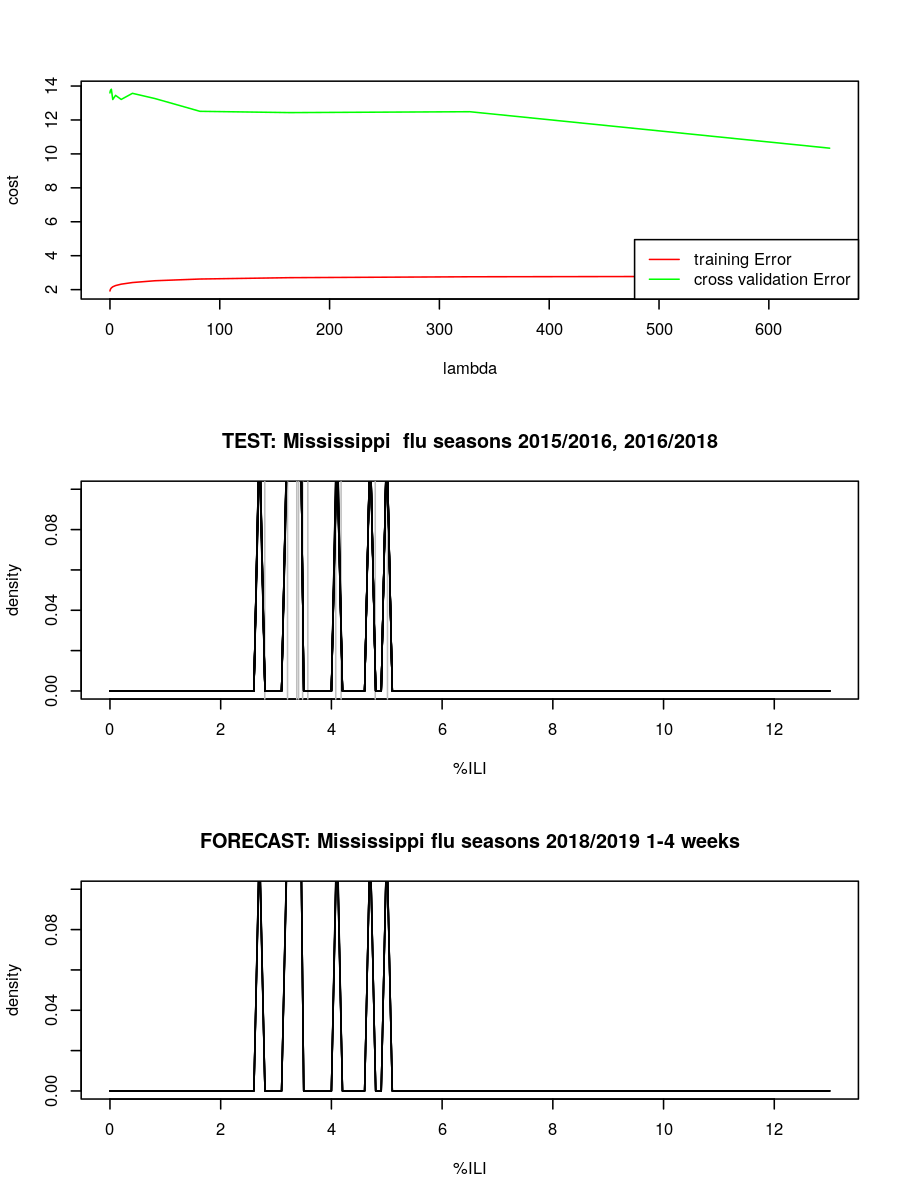 14
12
10
8
6
4
2
cost
training Error
cross validation Error
0 100 200 300 400 500 600
lambda
TEST: Mississippi  flu seasons 2015/2016, 2016/2018
0.08
0.04
0.00
density
0 2 4 6 8 10 12
%ILI
FORECAST: Mississippi flu seasons 2018/2019 1-4 weeks
0.08
0.04
0.00
density
0 2 4 6 8 10 12
%ILI